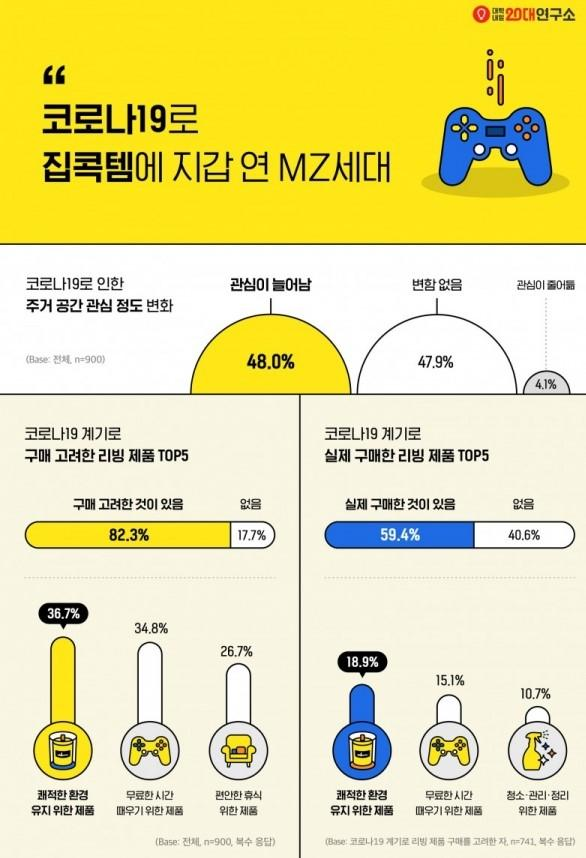 대학내일 20대연구소
“
코로나19로
집콕템에 지갑 연 MZ세대
코로나19로 인한
주거 공간 관심 정도 변화
(Base: 전체, n=900)
관심이 늘어남
변함 없음
관심이 줄어듦
48.0%
47.9%
4.1%
코로나19 계기로
구매 고려한 리빙 제품 TOP5
구매 고려한 것이 있음
없음
82.3%
17.7%
36.7%
34.8%
26.7%
쾌적한 환경
유지 위한 제품
무료한 시간
때우기 위한 제품
편안한 휴식
위한 제품
(Base: 전체, n=900, 복수 응답)
코로나19 계기로
실제 구매한 리빙 제품 TOP5
실제 구매한 것이 있음
없음
59.4%
40.6%
18.9%
15.1%
10.7%
쾌적한 환경
유지 위한 제품
무료한 시간
때우기 위한 제품
청소·관리·정리
위한 제품
(Base: 코로나19 계기로 리빙 제품 구매를 고려한 자, n=741, 복수 응답)